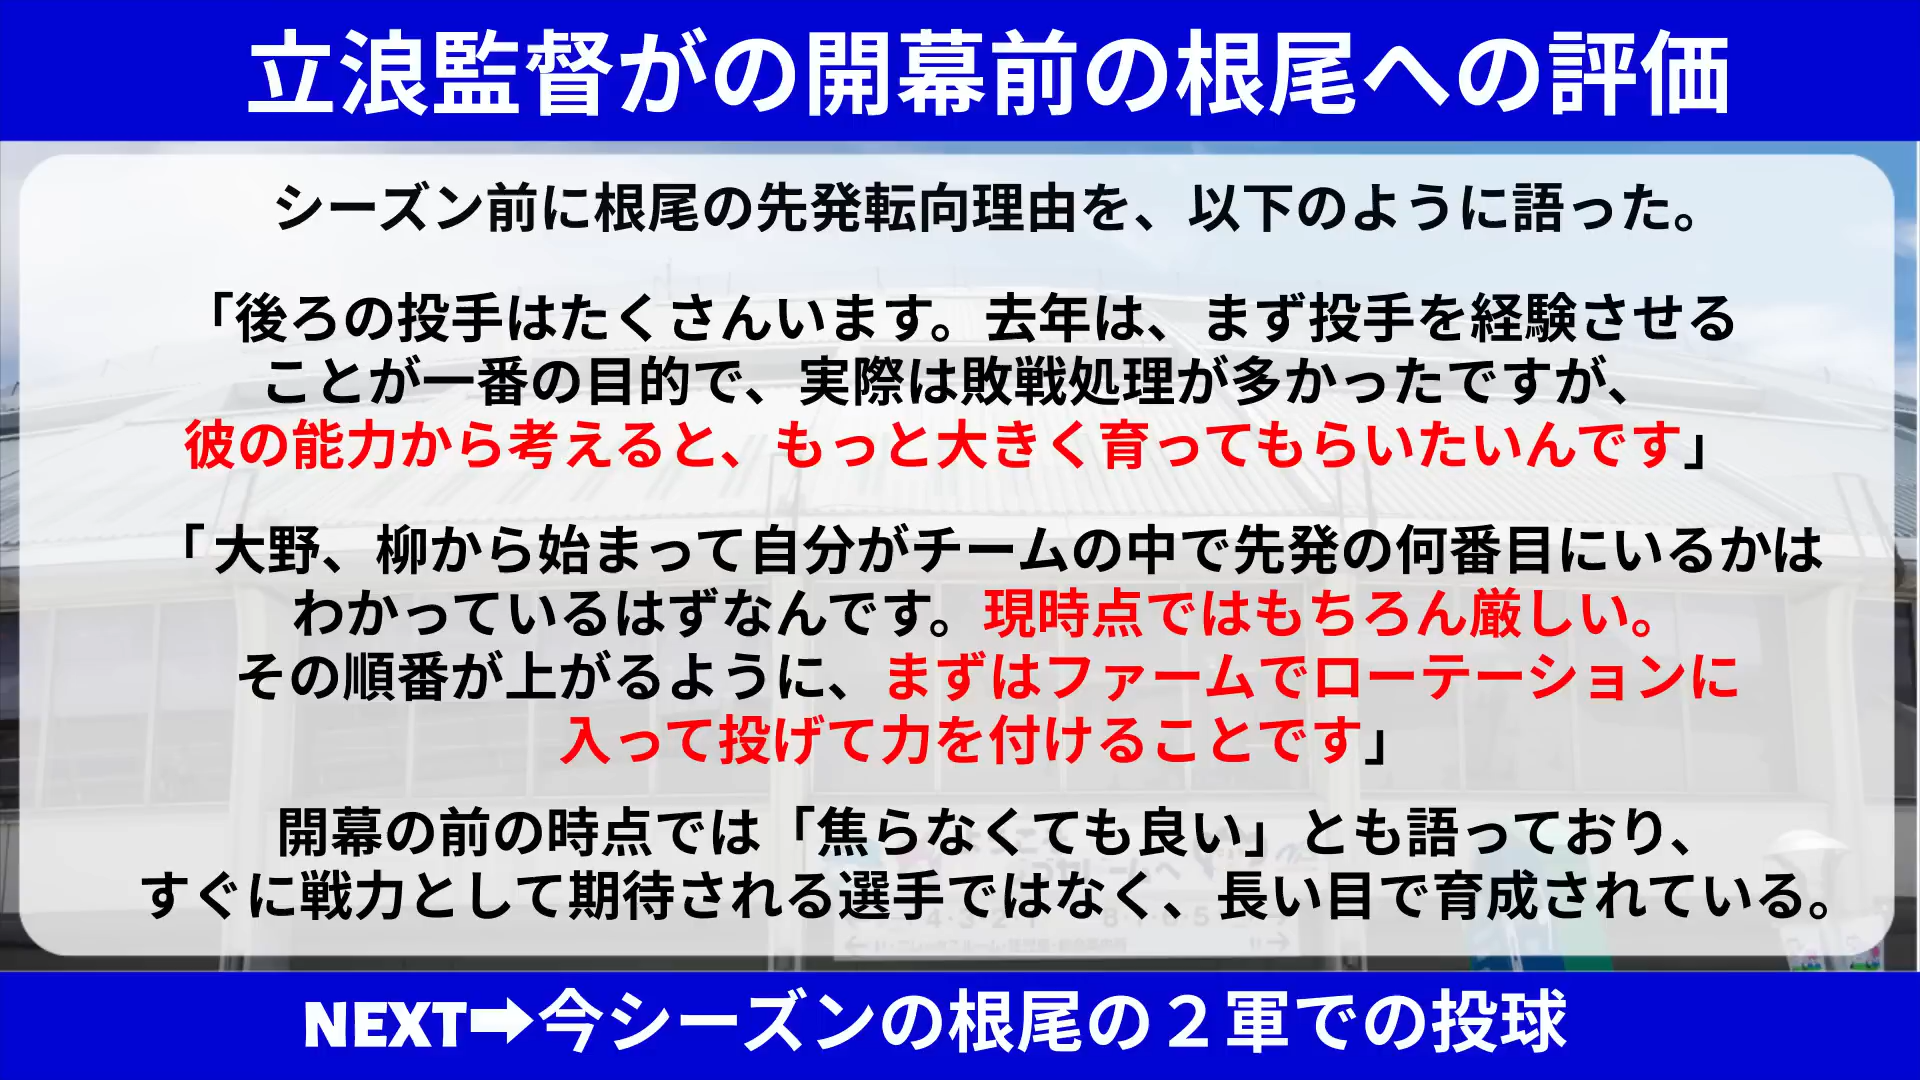 立浪監督がの開幕前の根尾への評価
シーズン前に根尾の先発転向理由を、以下のように語った。
「後ろの投手はたくさんいます。去年は、まず投手を経験させる
ことが一番の目的で、実際は敗戦処理が多かったですが、
彼の能力から考えると、もっと大きく育ってもらいたいんです」
「大野、柳から始まって自分がチームの中で先発の何番目にいるかは
わかっているはずなんです。現時点ではもちろん厳しい。
その順番が上がるように、まずはファームでローテーションに
入って投げて力を付けることです」
開幕の前の時点では「焦らなくても良い」とも語っており、
すぐに戦力として期待される選手ではなく、長い目で育成されている。
NEXT➡今シーズンの根尾の２軍での投球